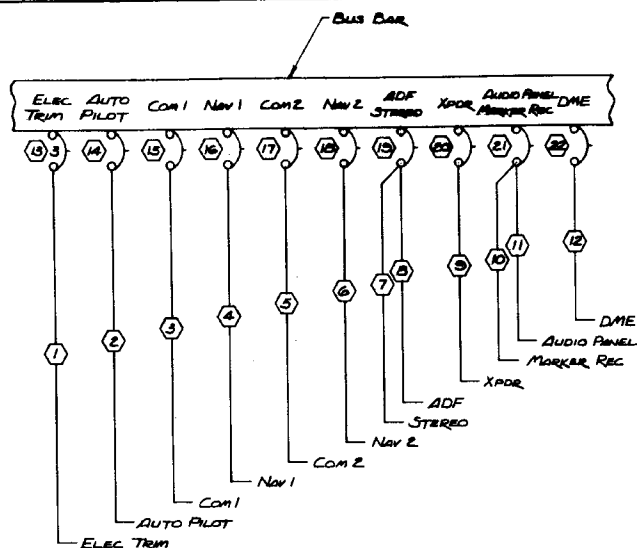 BUS BAR
ELEC TRIM
AUTO PILOT
COM 1
NAV 1
COM 2
NAV 2
ADF STEREO
XPDR
AUDIO PANEL MARKER REC
DME
13
3
14
15
16
17
18
19
20
21
22
1
2
3
4
5
6
7
8
9
10
11
12
DME
AUDIO PANEL
MARKER REC
XPDR
ADF
STEREO
NAV 2
COM 2
NAV 1
COM 1
AUTO PILOT
ELEC TRIM